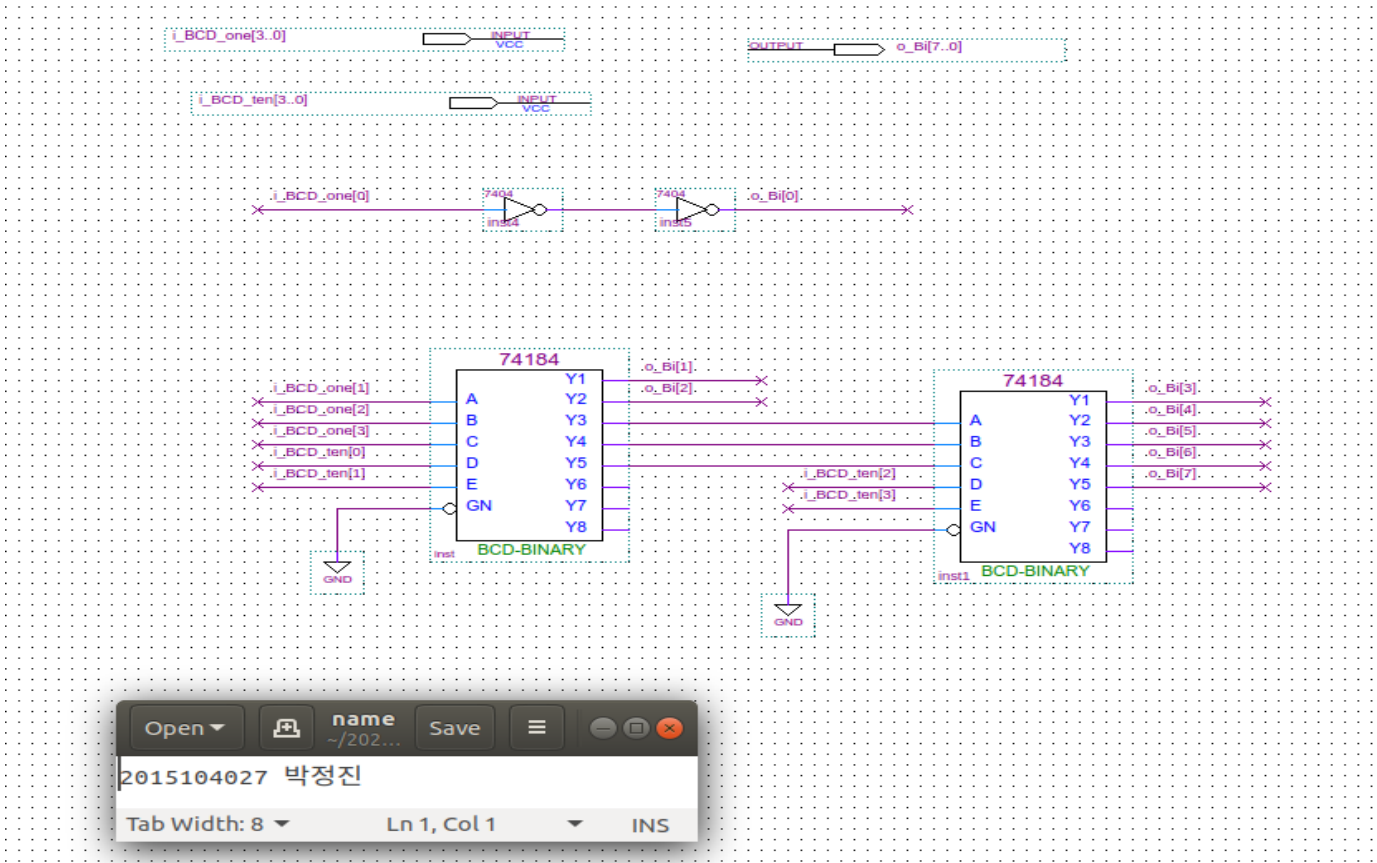 i_BCD_one[3..0] INPUT VCC
OUTPUT o_Bi[7..0]
i_BCD_ten[3..0] INPUT VCC
i_BCD_one[0] 7404 inst4 7404 inst5 o_Bi[0]
74184
i_BCD_one[1]
i_BCD_one[2]
i_BCD_one[3]
i_BCD_ten[0]
i_BCD_ten[1]
A
B
C
D
E
GN
Y1
Y2
Y3
Y4
Y5
Y6
Y7
Y8
inst BCD-BINARY
GND
o_Bi[1]
o_Bi[2]
74184
i_BCD_ten[2]
i_BCD_ten[3]
A
B
C
D
E
GN
Y1
Y2
Y3
Y4
Y5
Y6
Y7
Y8
inst1 BCD-BINARY
GND
o_Bi[3]
o_Bi[4]
o_Bi[5]
o_Bi[6]
o_Bi[7]
Open name Save
~/202...
2015104027 박정진
Tab Width: 8 Ln 1, Col 1 INS